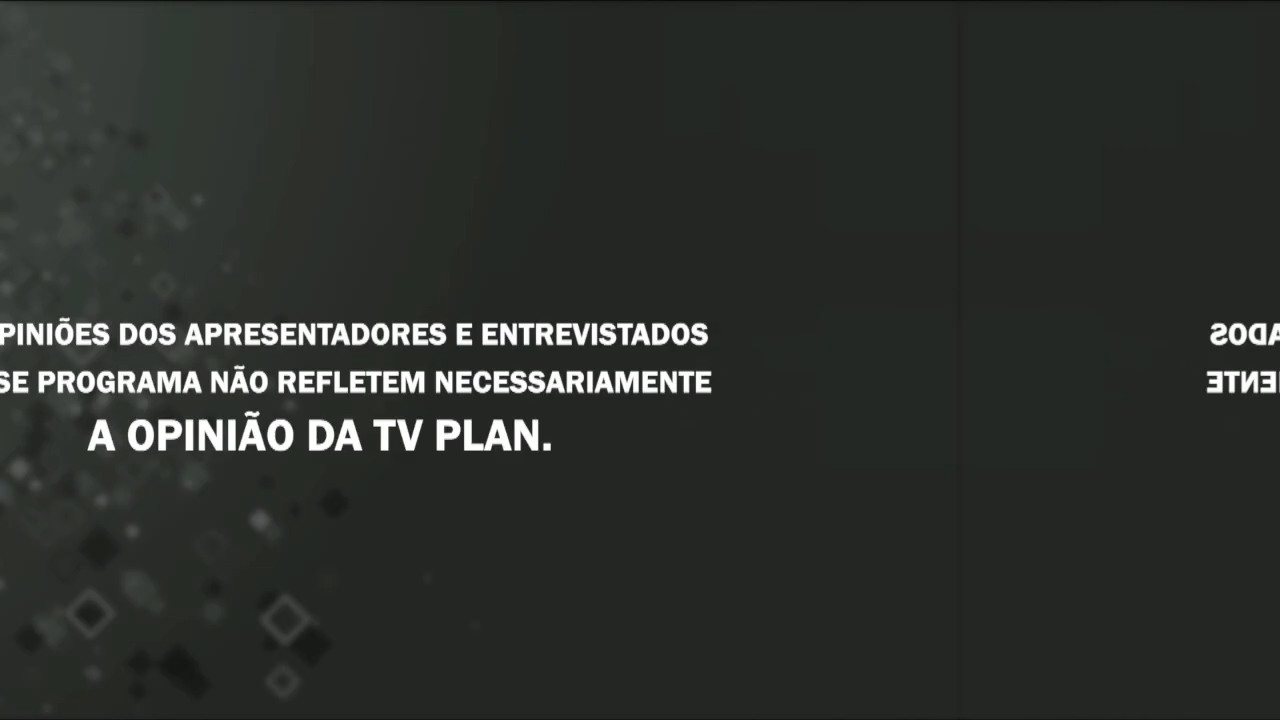 PINIÕES DOS APRESENTADORES E ENTREVISTADOS
SE PROGRAMA NÃO REFLETEM NECESSARIAMENTE
A OPINIÃO DA TV PLAN.